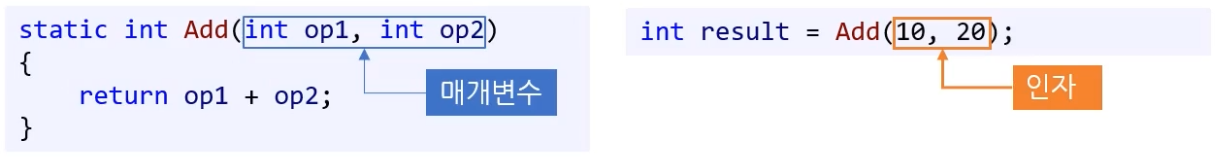 static int Add(int op1, int op2)
{
    return op1 + op2;
}
매개변수
int result = Add(10, 20);
인자